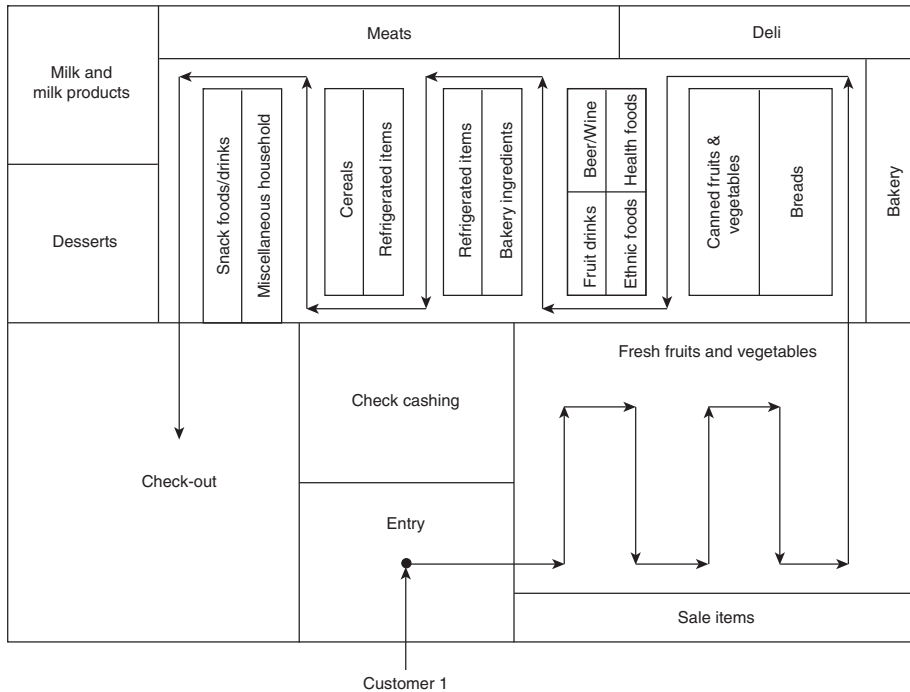 Meats
Deli
Milk and
milk products
Desserts
Snack foods/drinks
Miscellaneous household
Cereals
Refrigerated items
Refrigerated items
Bakery ingredients
Beer/Wine
Health foods
Fruit drinks
Ethnic foods
Canned fruits &
vegetables
Breads
Bakery
Fresh fruits and vegetables
Check cashing
Check-out
Entry
Sale items
Customer 1